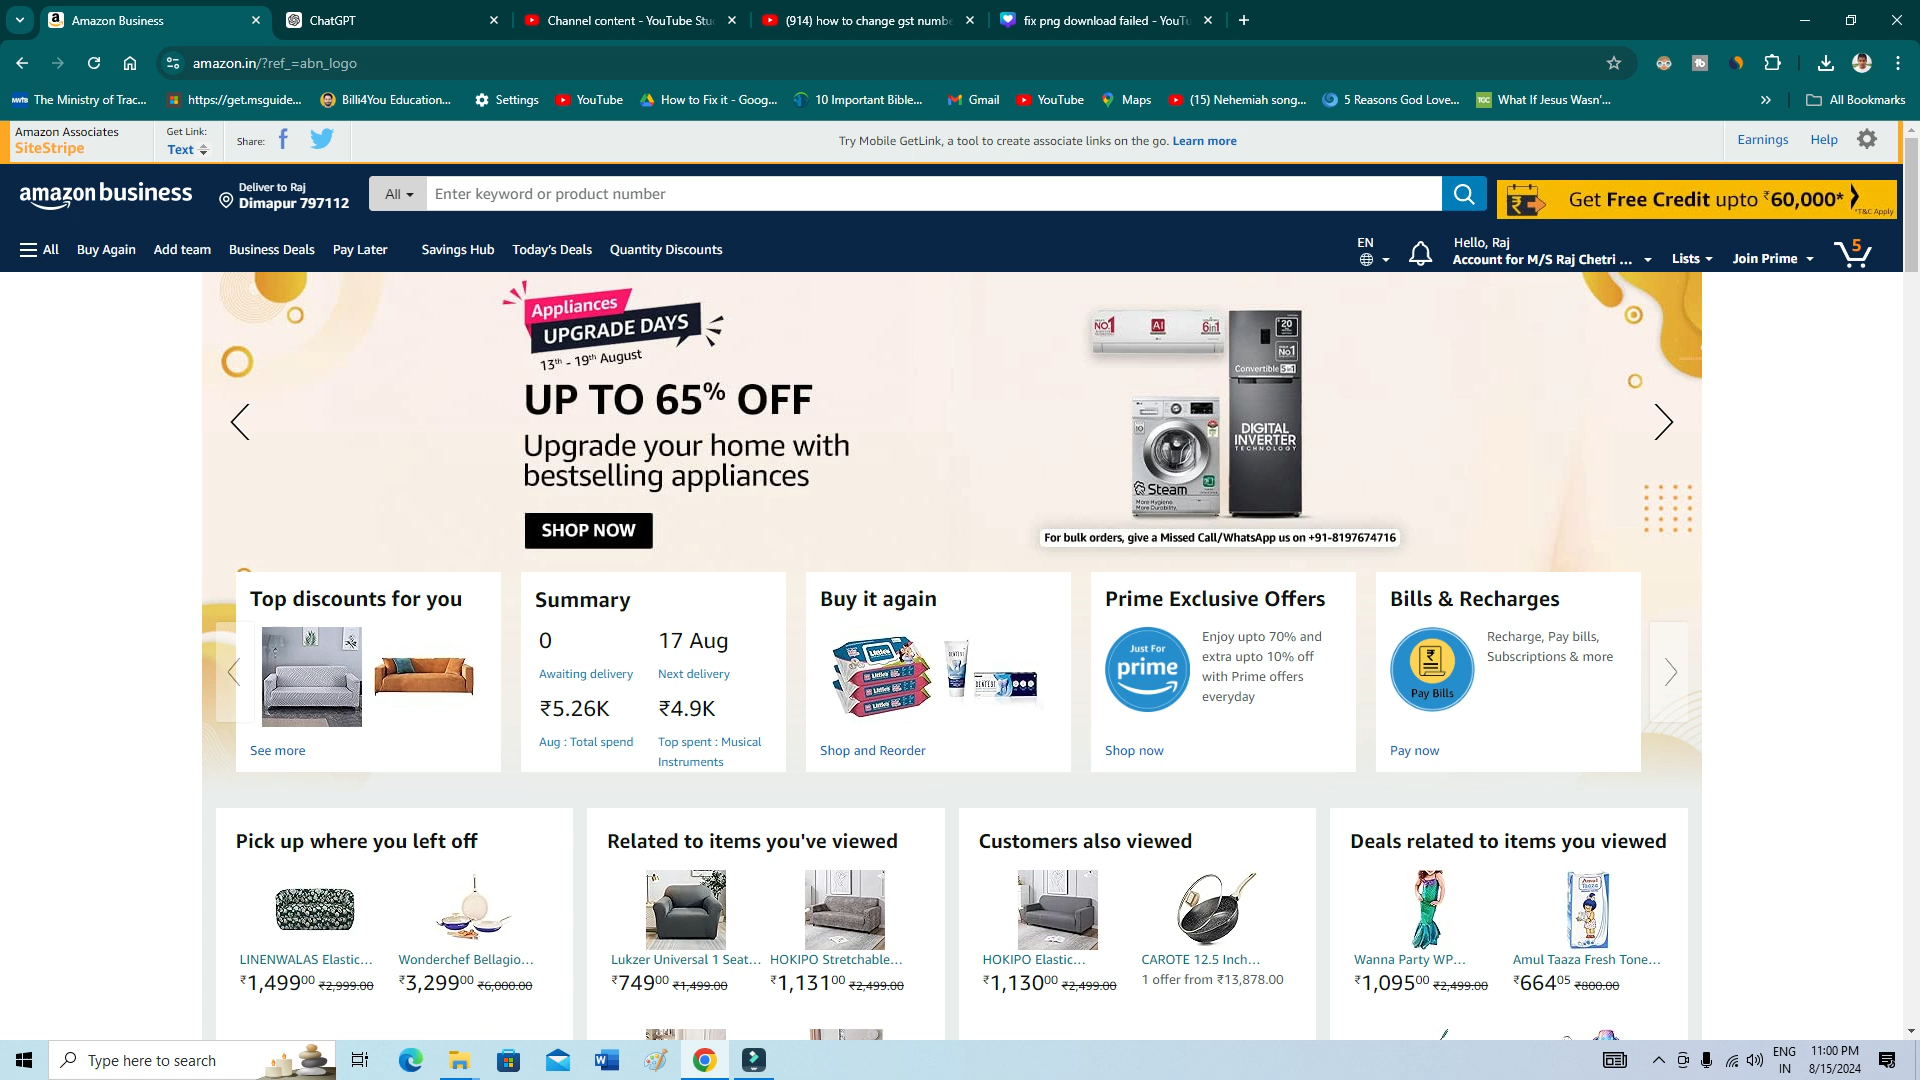 Amazon Business
ChatGPT
Channel content - YouTube Stu
(914) how to change gst numbe
fix png download failed - YouTu
amazon.in/?ref_=abn_logo
The Ministry of Trac...
https://get.msguide...
Billi4You Education...
Settings
YouTube
How to Fix it - Goog...
10 Important Bible...
Gmail
YouTube
Maps
(15) Nehemiah song...
5 Reasons God Love...
What If Jesus Wasn'...
All Bookmarks
Amazon Associates
SiteStripe
Get Link:
Text
Share:
Try Mobile GetLink, a tool to create associate links on the go. Learn more
Earnings
Help
amazon business
Deliver to Raj
Dimapur 797112
All
Enter keyword or product number
Get Free Credit upto ₹60,000*
*T&C Apply
All
Buy Again
Add team
Business Deals
Pay Later
Savings Hub
Today's Deals
Quantity Discounts
EN
Hello, Raj
Account for M/S Raj Chetri ...
Lists
Join Prime
5
Appliances
UPGRADE DAYS
13th - 19th August
UP TO 65% OFF
Upgrade your home with
bestselling appliances
SHOP NOW
NO.1
AI
6in1
20
No.1
Convertible 5in1
DIGITAL
INVERTER
TECHNOLOGY
Steam
More Hygiene.
More Durability.
For bulk orders, give a Missed Call/WhatsApp us on +91-8197674716
Top discounts for you
See more
Summary
0
17 Aug
Awaiting delivery
Next delivery
₹5.26K
₹4.9K
Aug : Total spend
Top spent : Musical
Instruments
Buy it again
Shop and Reorder
Prime Exclusive Offers
Just For
prime
Enjoy upto 70% and
extra upto 10% off
with Prime offers
everyday
Shop now
Bills & Recharges
Pay Bills
Recharge, Pay bills,
Subscriptions & more
Pay now
Pick up where you left off
LINENWALAS Elastic...
₹1,49900 ₹2,999.00
Wonderchef Bellagio...
₹3,29900 ₹6,000.00
Related to items you've viewed
Lukzer Universal 1 Seat...
₹74900 ₹1,499.00
HOKIPO Stretchable...
₹1,13100 ₹2,499.00
Customers also viewed
HOKIPO Elastic...
₹1,13000 ₹2,499.00
CAROTE 12.5 Inch...
1 offer from ₹13,878.00
Deals related to items you viewed
Wanna Party WP...
₹1,09500 ₹2,499.00
Amul Taaza Fresh Tone...
₹66405 ₹800.00
Type here to search
ENG
IN
11:00 PM
8/15/2024